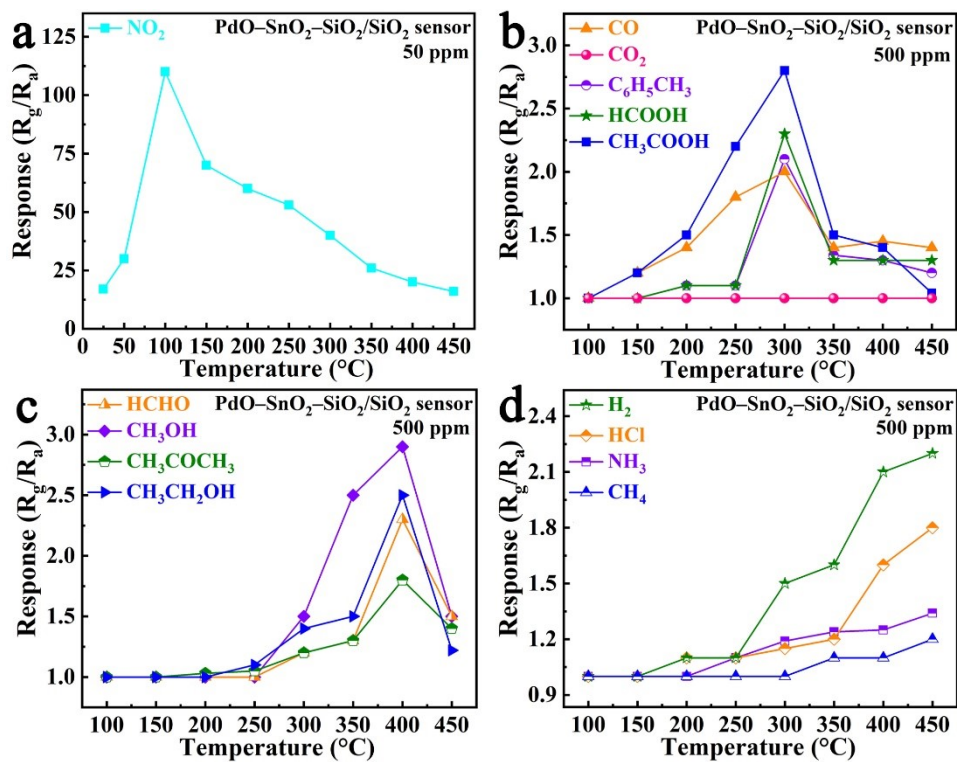 a
NO₂
PdO–SnO₂–SiO₂/SiO₂ sensor
50 ppm
Response (Rg/Ra)
125
100
75
50
25
0
0 50 100 150 200 250 300 350 400 450
Temperature (°C)
b
CO
CO₂
C₆H₅CH₃
HCOOH
CH₃COOH
PdO–SnO₂–SiO₂/SiO₂ sensor
500 ppm
Response (Rg/Ra)
3.0
2.5
2.0
1.5
1.0
100 150 200 250 300 350 400 450
Temperature (°C)
c
HCHO
CH₃OH
CH₃COCH₃
CH₃CH₂OH
PdO–SnO₂–SiO₂/SiO₂ sensor
500 ppm
Response (Rg/Ra)
3.0
2.5
2.0
1.5
1.0
100 150 200 250 300 350 400 450
Temperature (°C)
d
H₂
HCl
NH₃
CH₄
PdO–SnO₂–SiO₂/SiO₂ sensor
500 ppm
Response (Rg/Ra)
2.4
2.1
1.8
1.5
1.2
0.9
100 150 200 250 300 350 400 450
Temperature (°C)